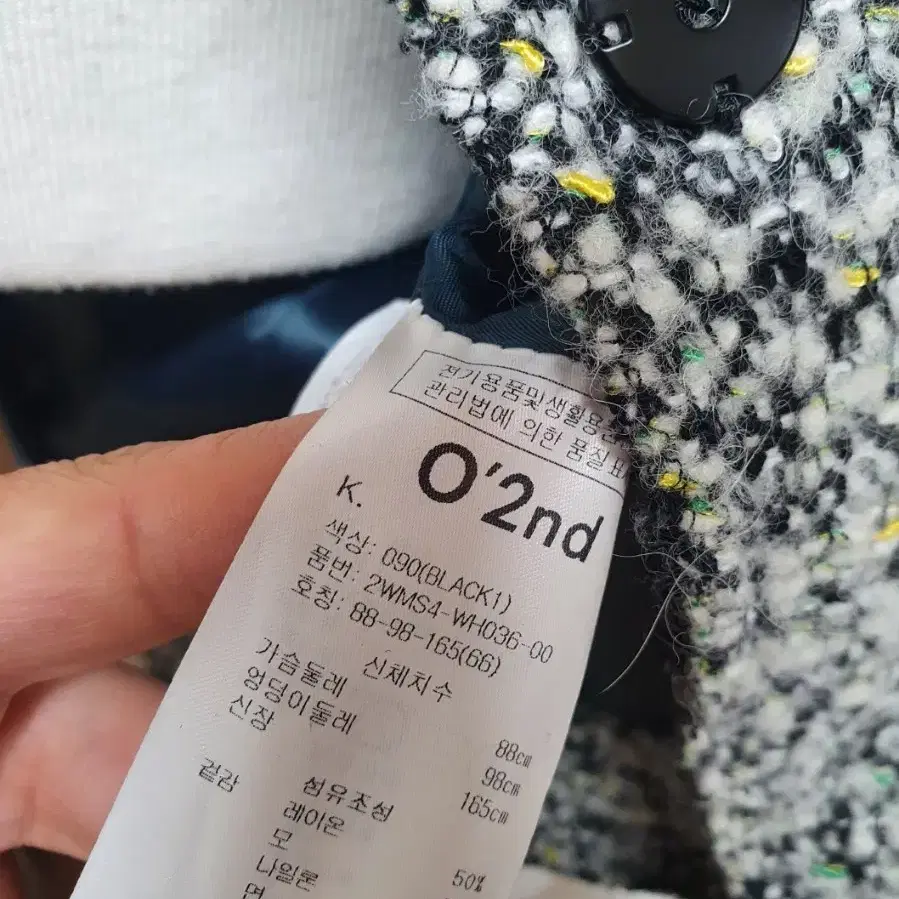 전기용품및생활용품
관리법에 의한 품질표
O'2nd
K.
색상: 090(BLACK1)
품번: 2WMS4-WH036-00
호칭: 88-98-165(66)
신체치수
가슴둘레 88cm
엉덩이둘레 98cm
신장 165cm
섬유조성
겉감 레이온 50%
모
나일론
면